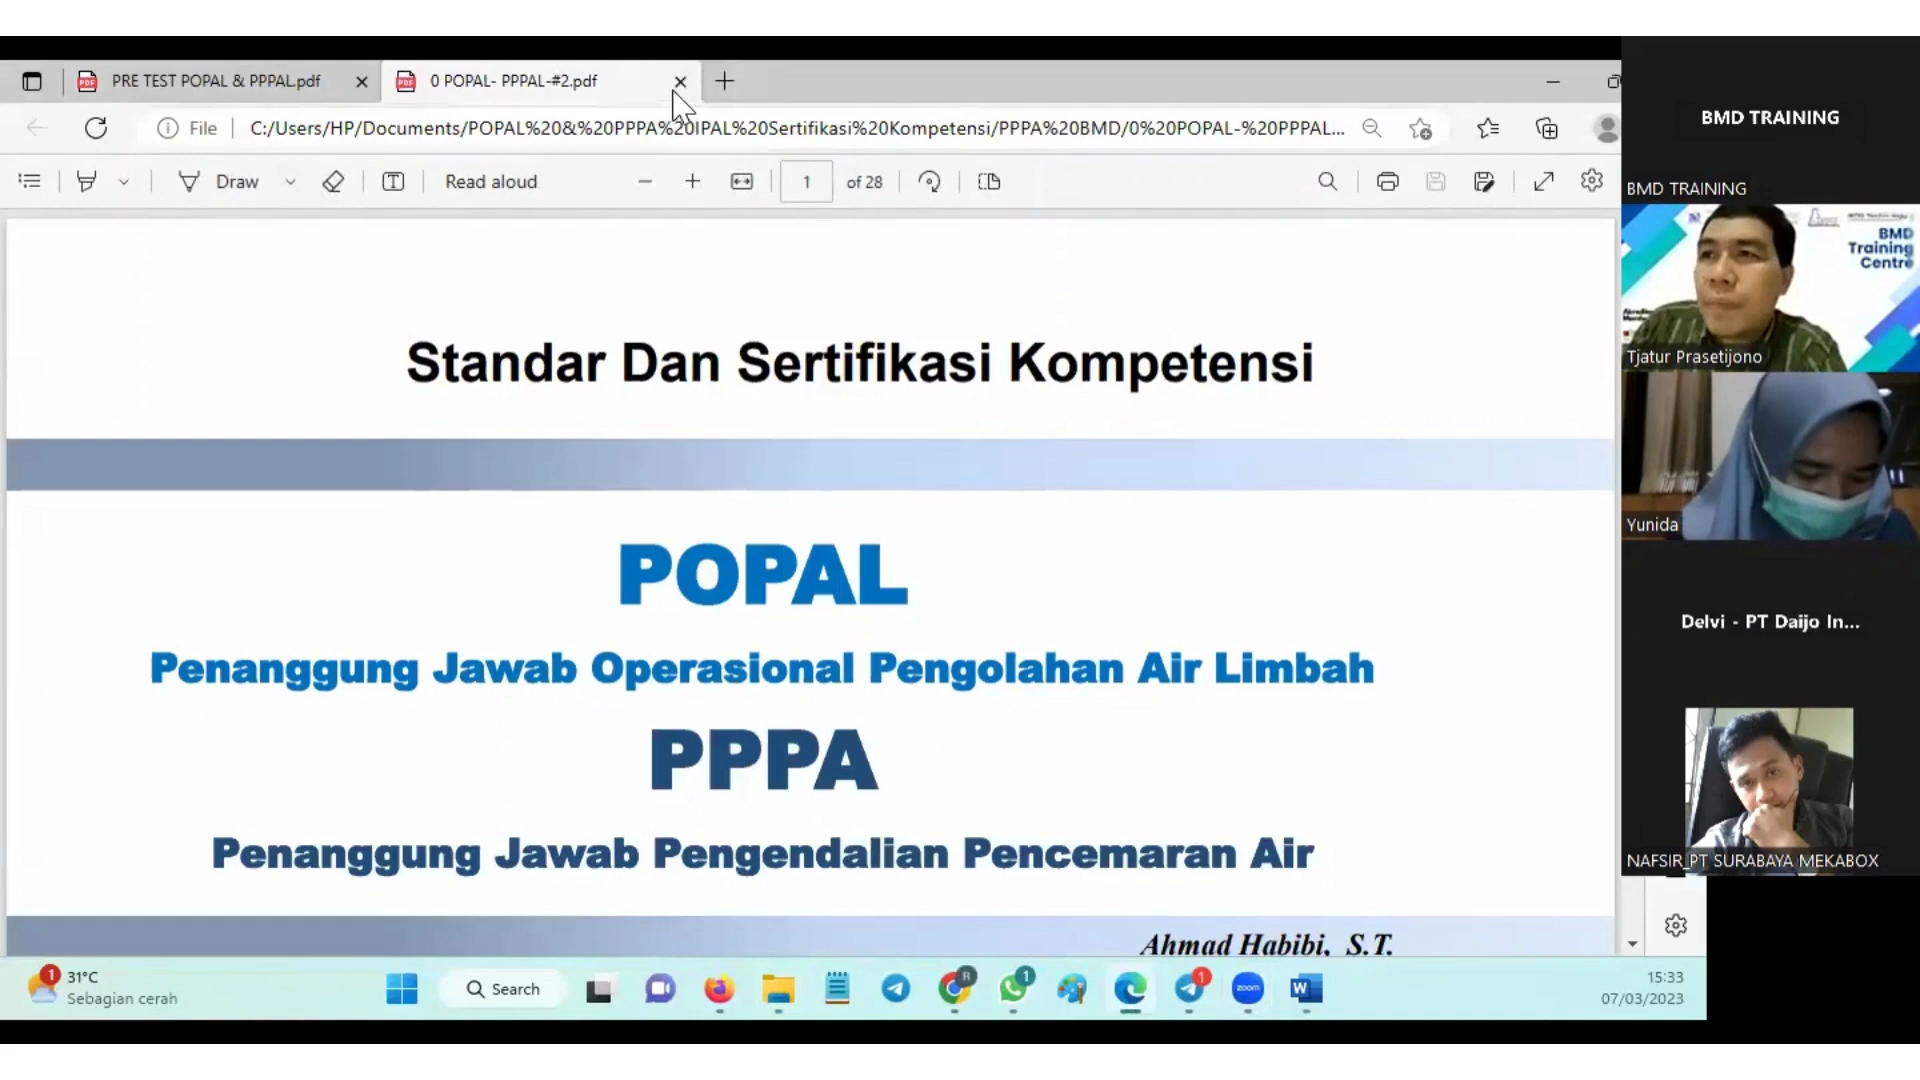 PRE TEST POPAL & PPPAL.pdf
0 POPAL- PPPAL-#2.pdf
File
C:/Users/HP/Documents/POPAL%20&%20PPPA%20IPAL%20Sertifikasi%20Kompetensi/PPPA%20BMD/0%20POPAL-%20PPPAL...
Draw
Read aloud
1 of 28
Standar Dan Sertifikasi Kompetensi
POPAL
Penanggung Jawab Operasional Pengolahan Air Limbah
PPPA
Penanggung Jawab Pengendalian Pencemaran Air
Ahmad Habibi, S.T.
BMD TRAINING
BMD TRAINING
BMD
Training
Centre
Tjatur Prasetijono
Yunida
Delvi - PT Daijo In...
NAFSIR_PT SURABAYA MEKABOX
1
31°C
Sebagian cerah
Search
R
1
1
zoom
W
15:33
07/03/2023